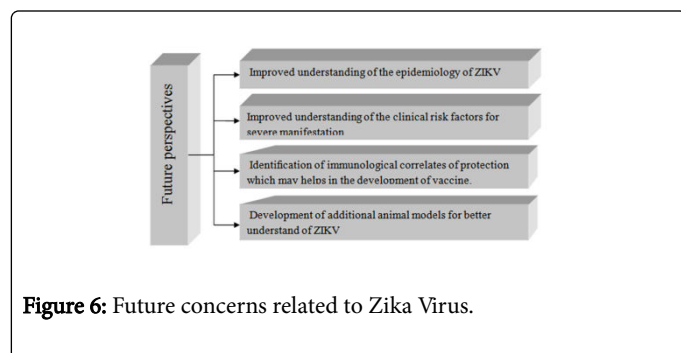 Future perspectives
Improved understanding of the epidemiology of ZIKV
Improved understanding of the clinical risk factors for
severe manifestation
Identification of immunological correlates of protection
which may helps in the development of vaccine.
Development of additional animal models for better
understand of ZIKV
Figure 6: Future concerns related to Zika Virus.